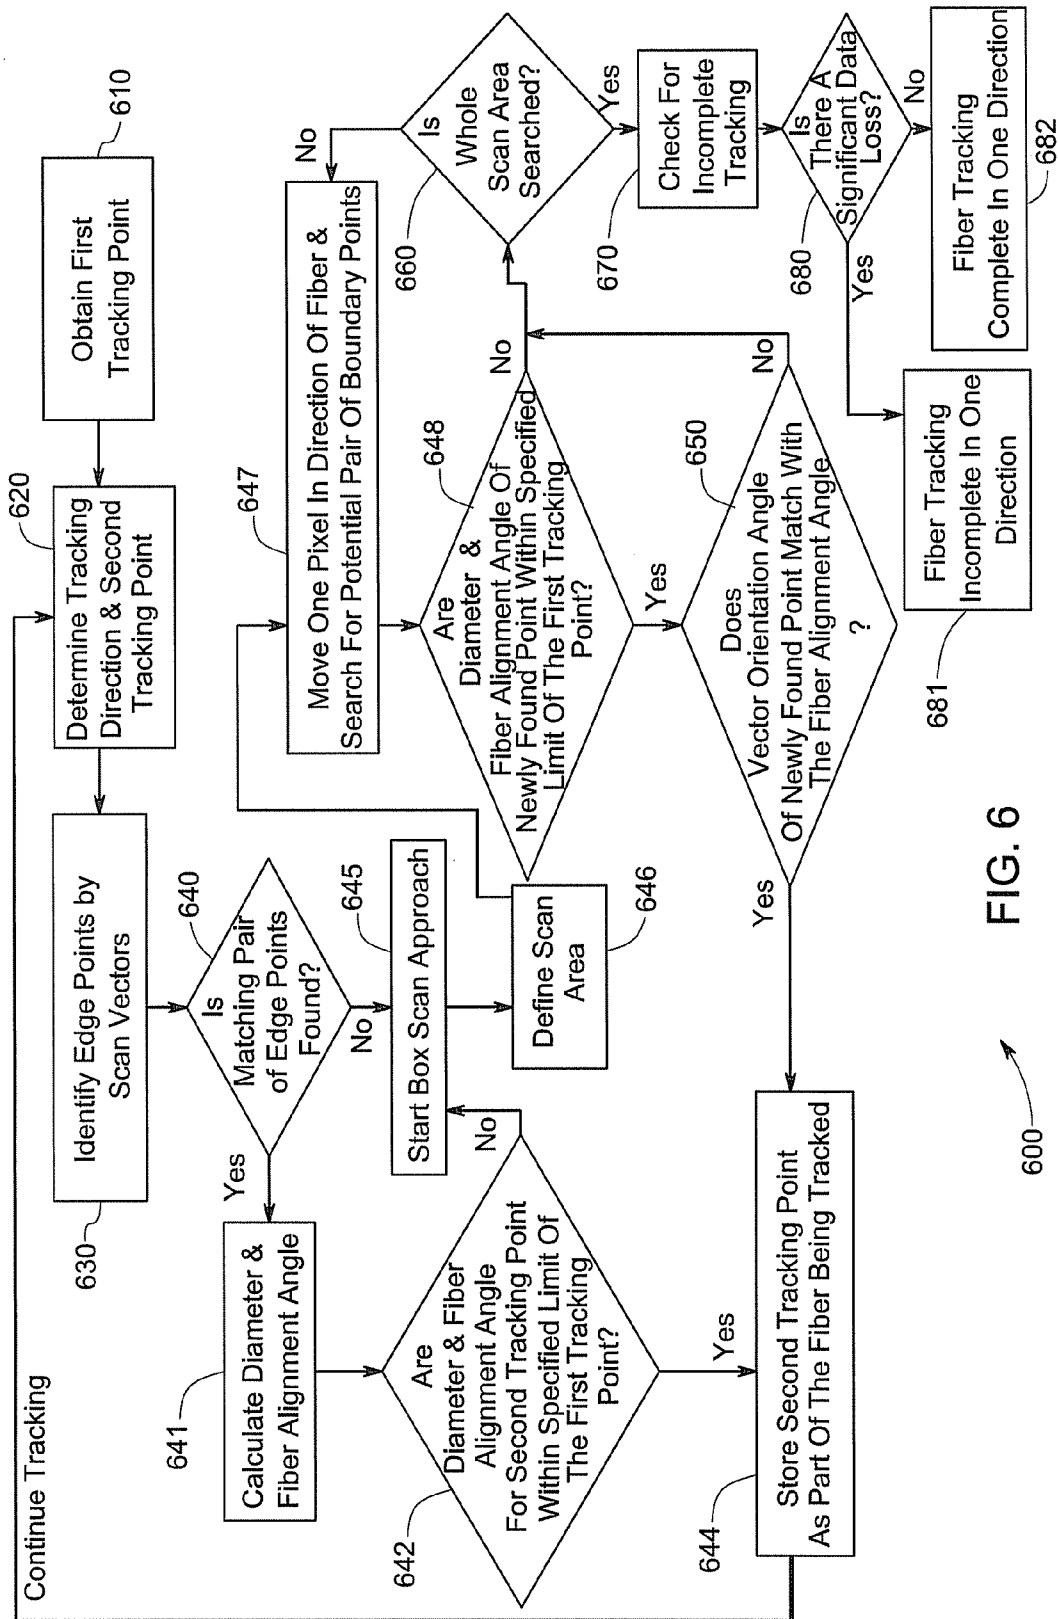 Continue Tracking
610
Obtain First
Tracking Point
620
Determine Tracking
Direction & Second
Tracking Point
630
Identify Edge Points by
Scan Vectors
640
Is
Matching Pair
of Edge Points
Found?
Yes
No
641
Calculate Diameter &
Fiber Alignment Angle
642
Are
Diameter & Fiber
Alignment Angle
For Second Tracking Point
Within Specified Limit Of
The First Tracking
Point?
No
Yes
644
Store Second Tracking Point
As Part Of The Fiber Being Tracked
645
Start Box Scan Approach
646
Define Scan
Area
647
Move One Pixel In Direction Of Fiber &
Search For Potential Pair Of Boundary Points
648
Are
Diameter &
Fiber Alignment Angle Of
Newly Found Point Within Specified
Limit Of The First Tracking
Point?
No
Yes
650
Does
Vector Orientation Angle
Of Newly Found Point Match With
The Fiber Alignment Angle
?
No
Yes
660
Is
Whole
Scan Area
Searched?
No
Yes
670
Check For
Incomplete
Tracking
680
Is
There A
Significant Data
Loss?
Yes
No
681
Fiber Tracking
Incomplete In One
Direction
682
Fiber Tracking
Complete In One Direction
600
FIG. 6